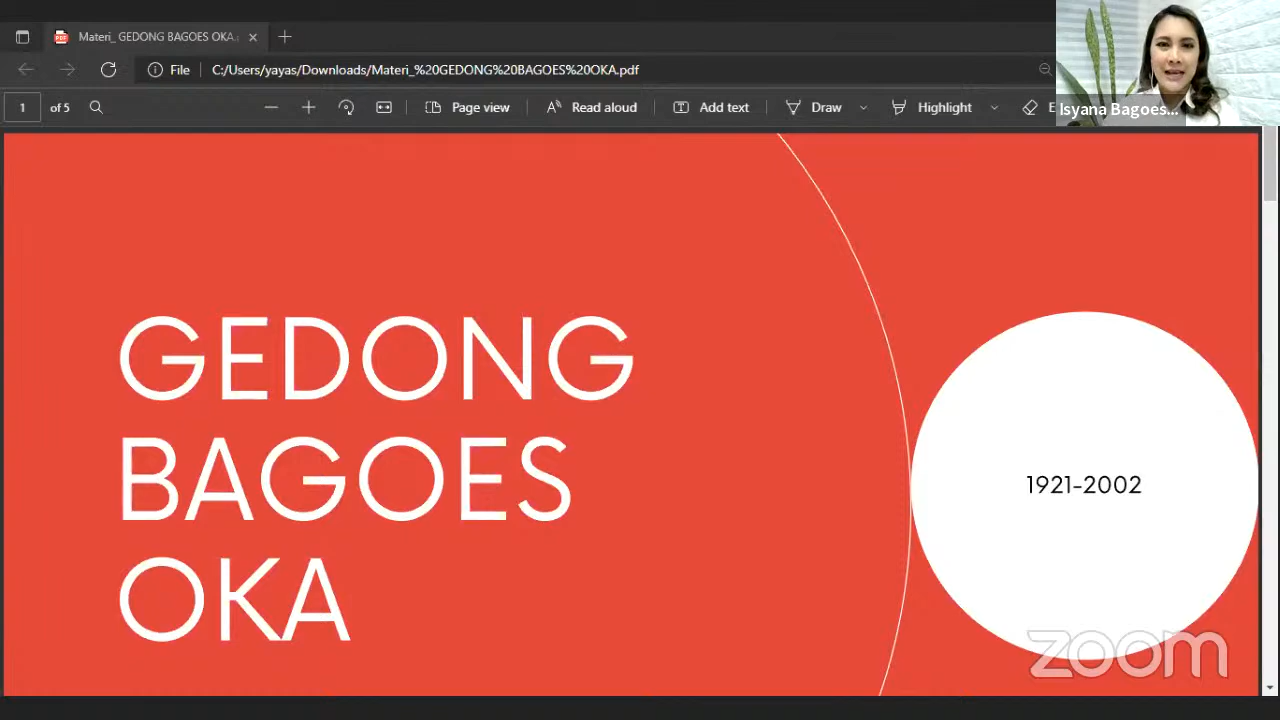 Materi_ GEDONG BAGOES OKA
File
C:/Users/yayas/Downloads/Materi_%20GEDONG%20BAGOES%20OKA.pdf
1 of 5
Page view
Read aloud
Add text
Draw
Highlight
Isyana Bagoes...
GEDONG
BAGOES
OKA
1921-2002
zoom